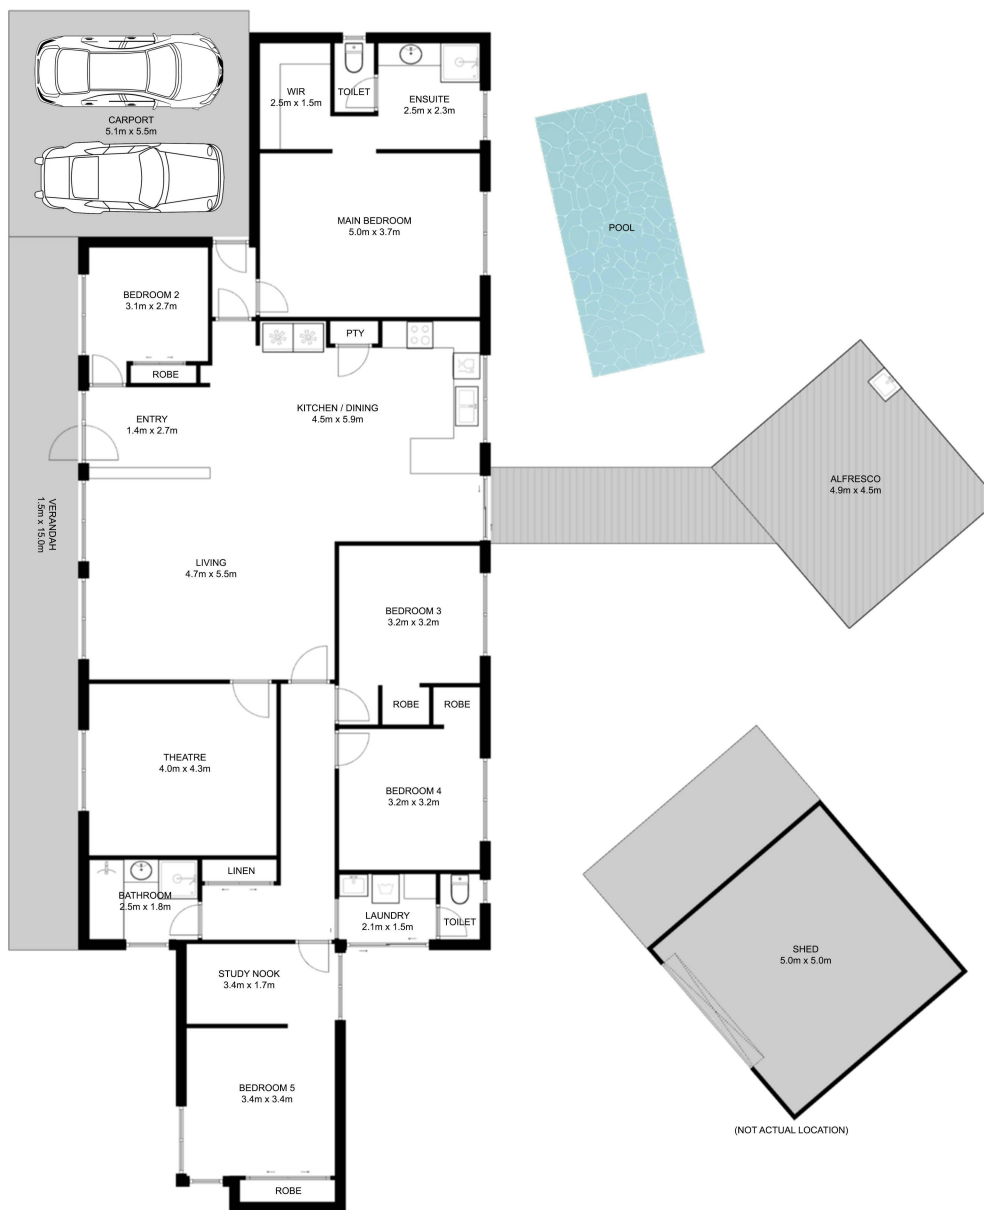 WIR
2.5m x 1.5m
TOILET
ENSUITE
2.5m x 2.3m
CARPORT
5.1m x 5.5m
MAIN BEDROOM
5.0m x 3.7m
POOL
BEDROOM 2
3.1m x 2.7m
PTY
ROBE
KITCHEN / DINING
4.5m x 5.9m
ENTRY
1.4m x 2.7m
ALFRESCO
4.9m x 4.5m
VERANDAH
1.5m x 15.0m
LIVING
4.7m x 5.5m
BEDROOM 3
3.2m x 3.2m
ROBE
ROBE
THEATRE
4.0m x 4.3m
BEDROOM 4
3.2m x 3.2m
LINEN
BATHROOM
2.5m x 1.8m
LAUNDRY
2.1m x 1.5m
TOILET
SHED
5.0m x 5.0m
STUDY NOOK
3.4m x 1.7m
BEDROOM 5
3.4m x 3.4m
(NOT ACTUAL LOCATION)
ROBE